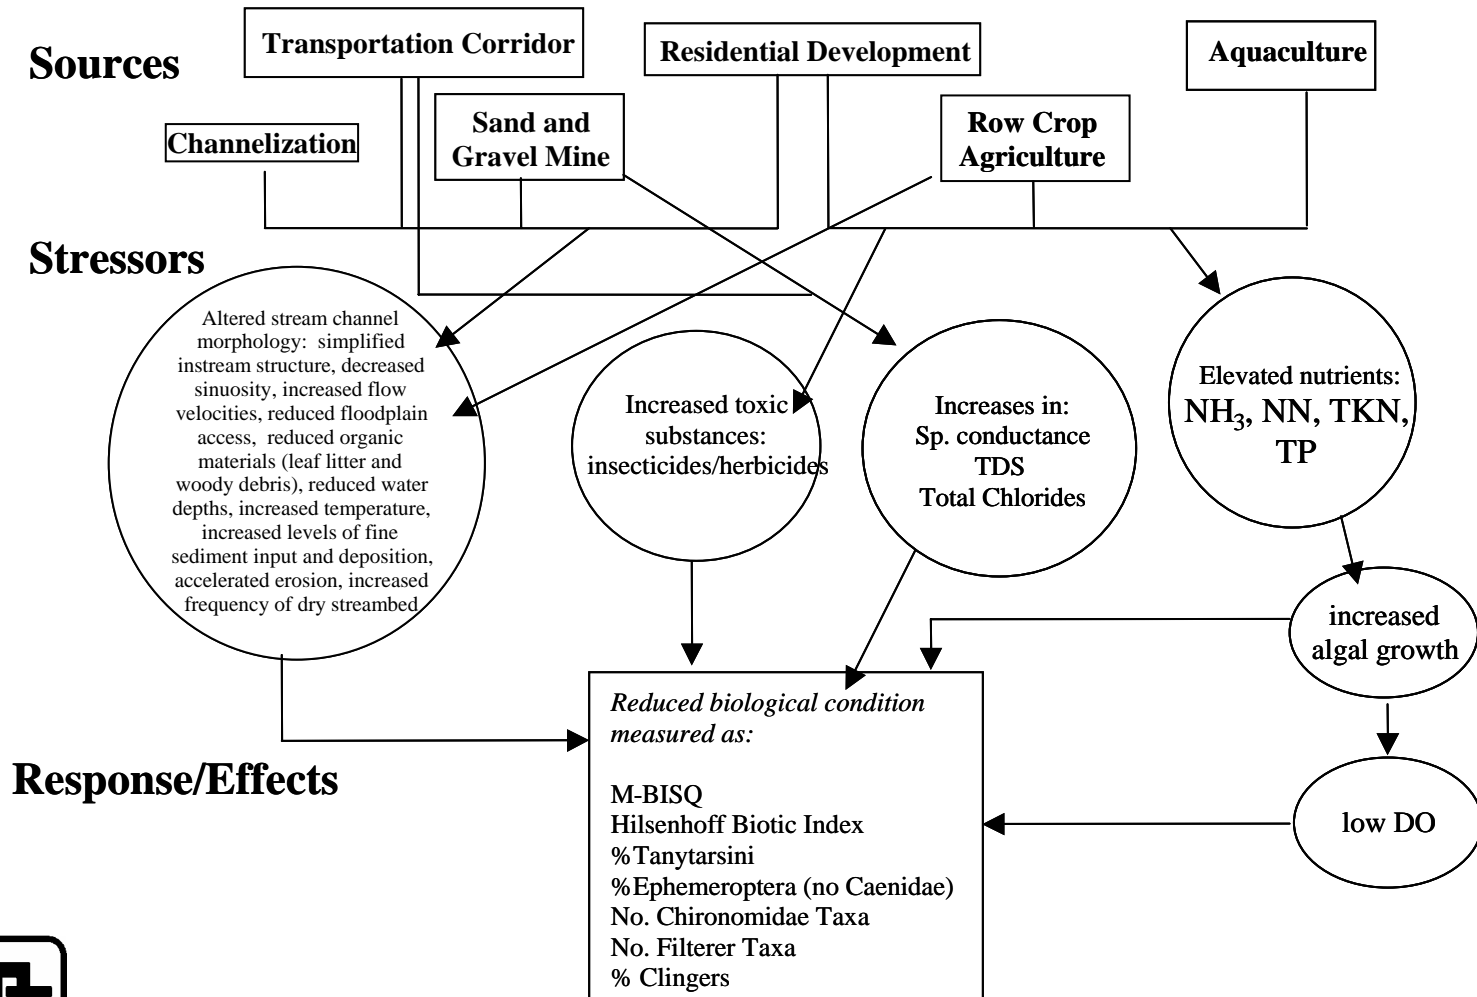 Sources
Transportation Corridor
Residential Development
Aquaculture
Channelization
Sand and
Gravel Mine
Row Crop
Agriculture
Stressors
Altered stream channel
morphology: simplified
instream structure, decreased
sinuosity, increased flow
velocities, reduced floodplain
access, reduced organic
materials (leaf litter and
woody debris), reduced water
depths, increased temperature,
increased levels of fine
sediment input and deposition,
accelerated erosion, increased
frequency of dry streambed
Increased toxic
substances:
insecticides/herbicides
Increases in:
Sp. conductance
TDS
Total Chlorides
Elevated nutrients:
NH₃, NN, TKN,
TP
increased
algal growth
low DO
Response/Effects
Reduced biological condition
measured as:
M-BISQ
Hilsenhoff Biotic Index
%Tanytarsini
%Ephemeroptera (no Caenidae)
No. Chironomidae Taxa
No. Filterer Taxa
% Clingers